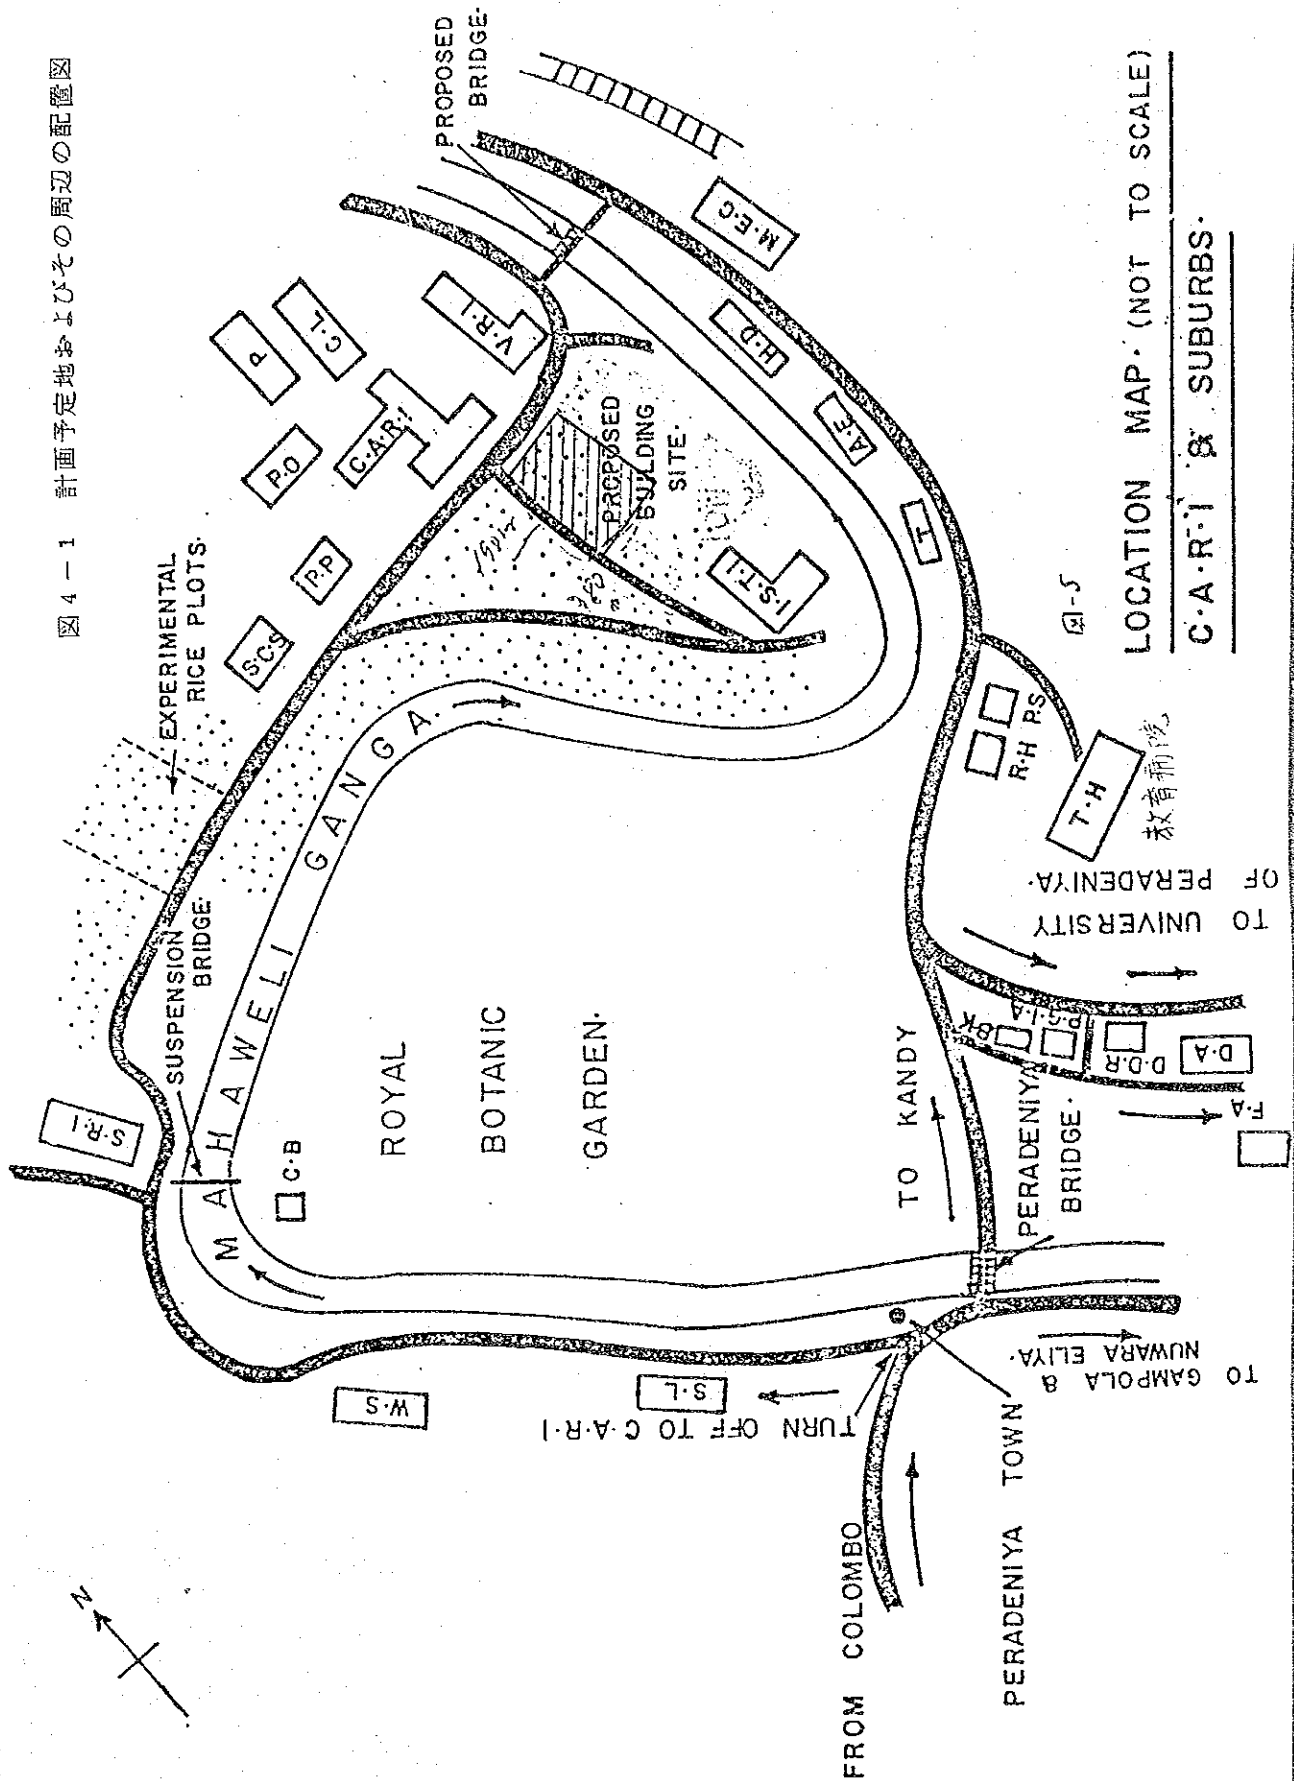 図4－1 計画予定地およびその周辺の配置図
PROPOSED
BRIDGE.
EXPERIMENTAL
RICE PLOTS.
SUSPENSION
BRIDGE.
S·R·I
S·C·S
P·P
P·O
P
C·L
C·A·R·I
V·R·I
M·E·C
H·D
A·E
T
PROPOSED
BUILDING
SITE.
I·S·T·I
MAHAWELI GANGA.
C·B
ROYAL
BOTANIC
GARDEN.
W·S
S·L
TURN OFF TO C·A·R·I
FROM COLOMBO
PERADENIYA TOWN
TO GAMPOLA &
NUWARA ELIYA.
PERADENIYA
BRIDGE.
TO KANDY
BK
P·G·I·A
D·D·R
D·A
F·A
TO UNIVERSITY
OF PERADENIYA.
R·H
P·S
T·H
教育病院
図-5
LOCATION MAP. (NOT TO SCALE)
C·A·R·I & SUBURBS.
N